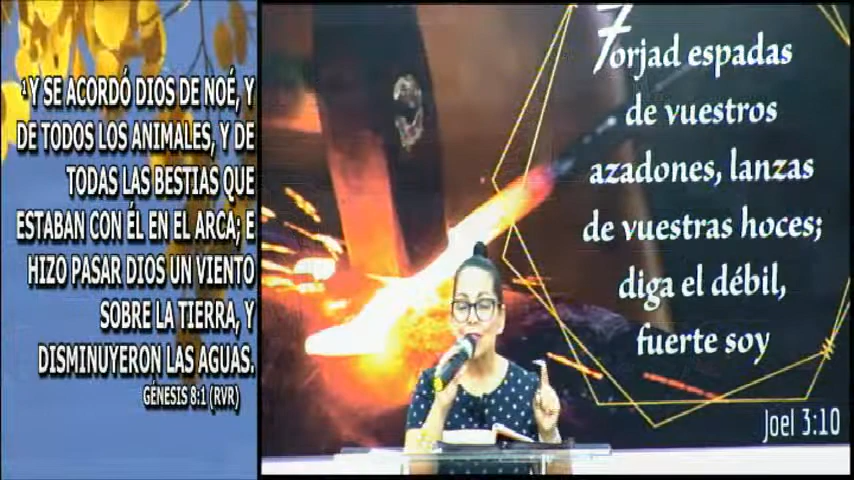 ¹Y SE ACORDÓ DIOS DE NOÉ, Y
DE TODOS LOS ANIMALES, Y DE
TODAS LAS BESTIAS QUE
ESTABAN CON ÉL EN EL ARCA; E
HIZO PASAR DIOS UN VIENTO
SOBRE LA TIERRA, Y
DISMINUYERON LAS AGUAS.
GÉNESIS 8:1 (RVR)
Forjad espadas
de vuestros
azadones, lanzas
de vuestras hoces;
diga el débil,
fuerte soy
Joel 3:10